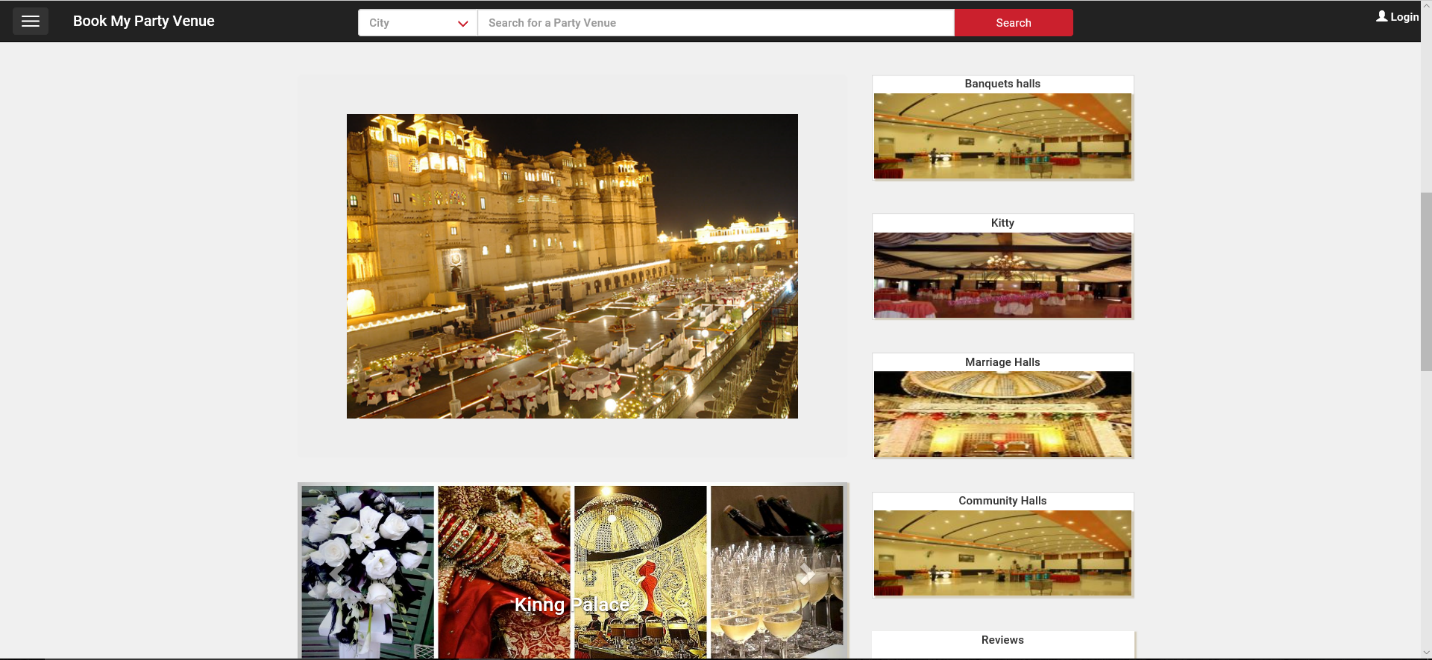 Book My Party Venue
City
Search for a Party Venue
Search
Login
Banquets halls
Kitty
Marriage Halls
Community Halls
Kinng Palace
Reviews